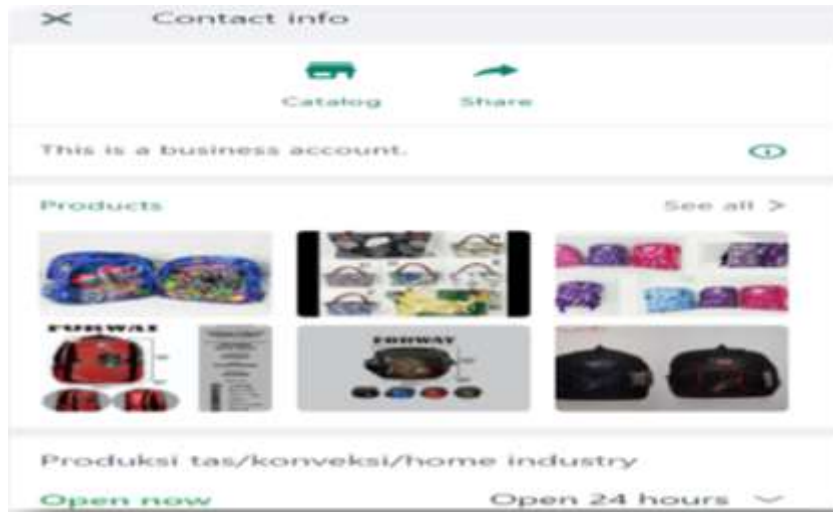 Contact info
Catalog
Share
This is a business account.
Products
See all >
FORWAY
FORWAY
Produksi tas/konveksi/home industry
Open now
Open 24 hours